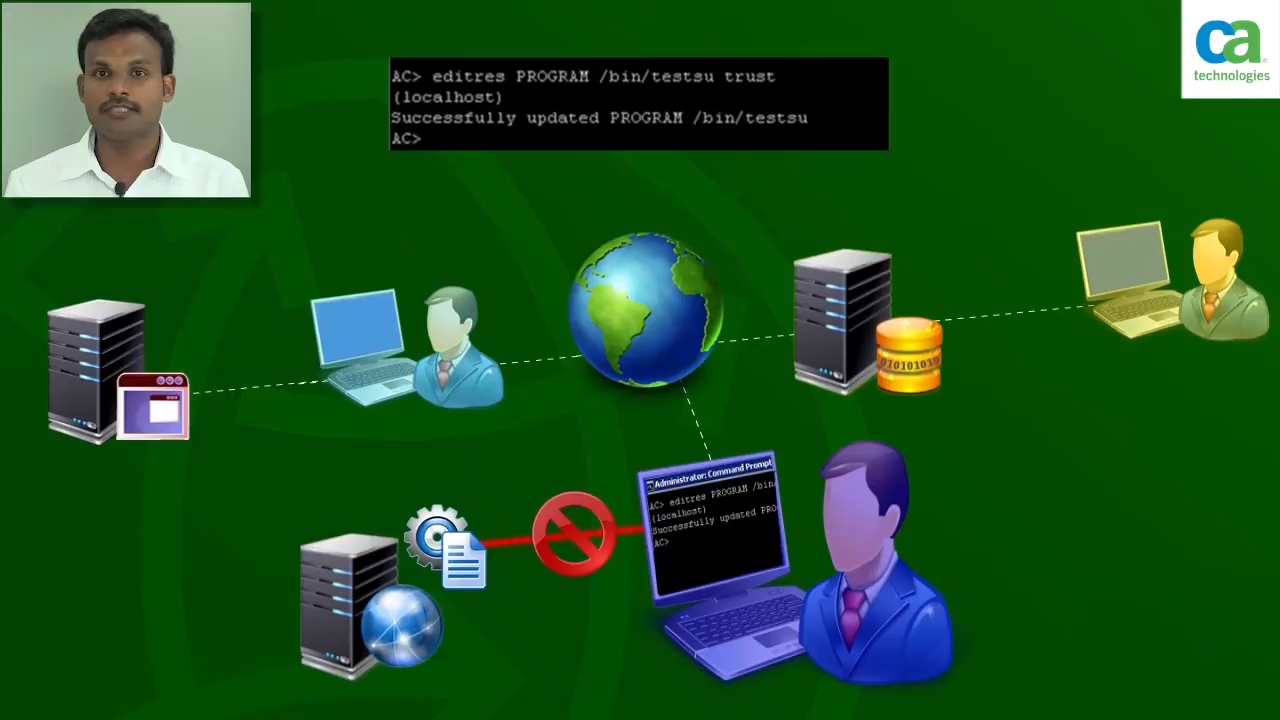 AC> editres PROGRAM /bin/testsu trust
(localhost)
Successfully updated PROGRAM /bin/testsu
AC>
ca
technologies
01010101
Administrator: Command Prompt
AC> editres PROGRAM /bin/
(localhost)
Successfully updated PRO
AC>